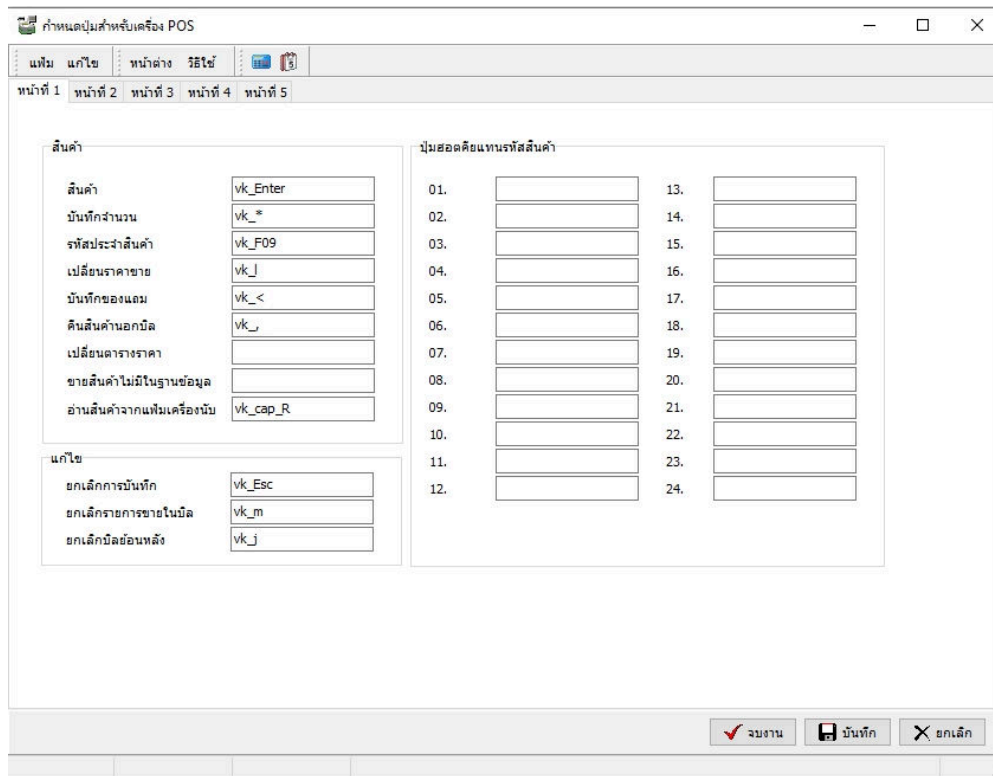 กำหนดปุ่มสำหรับเครื่อง POS
แฟ้ม แก้ไข หน้าต่าง วิธีใช้
หน้าที่ 1 หน้าที่ 2 หน้าที่ 3 หน้าที่ 4 หน้าที่ 5
สินค้า
สินค้า vk_Enter
บันทึกจำนวน vk_*
รหัสประจำสินค้า vk_F09
เปลี่ยนราคาขาย vk_l
บันทึกของแถม vk_<
คืนสินค้านอกบิล vk_,
เปลี่ยนตารางราคา
ขายสินค้าไม่มีในฐานข้อมูล
อ่านสินค้าจากแฟ้มเครื่องนับ vk_cap_R
แก้ไข
ยกเลิกการบันทึก vk_Esc
ยกเลิกรายการขายในบิล vk_m
ยกเลิกบิลย้อนหลัง vk_j
ปุ่มฮอตคีย์แทนรหัสสินค้า
01. 13.
02. 14.
03. 15.
04. 16.
05. 17.
06. 18.
07. 19.
08. 20.
09. 21.
10. 22.
11. 23.
12. 24.
จบงาน บันทึก ยกเลิก